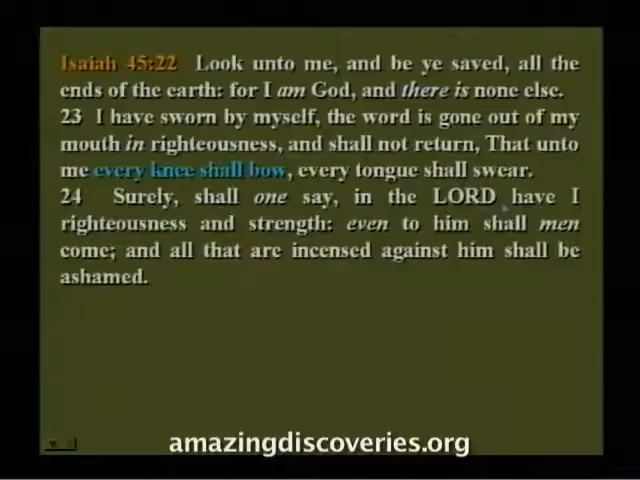 Isaiah 45:22 Look unto me, and be ye saved, all the
ends of the earth: for I am God, and there is none else.
23 I have sworn by myself, the word is gone out of my
mouth in righteousness, and shall not return, That unto
me every knee shall bow, every tongue shall swear.
24 Surely, shall one say, in the LORD have I
righteousness and strength: even to him shall men
come; and all that are incensed against him shall be
ashamed.
amazingdiscoveries.org